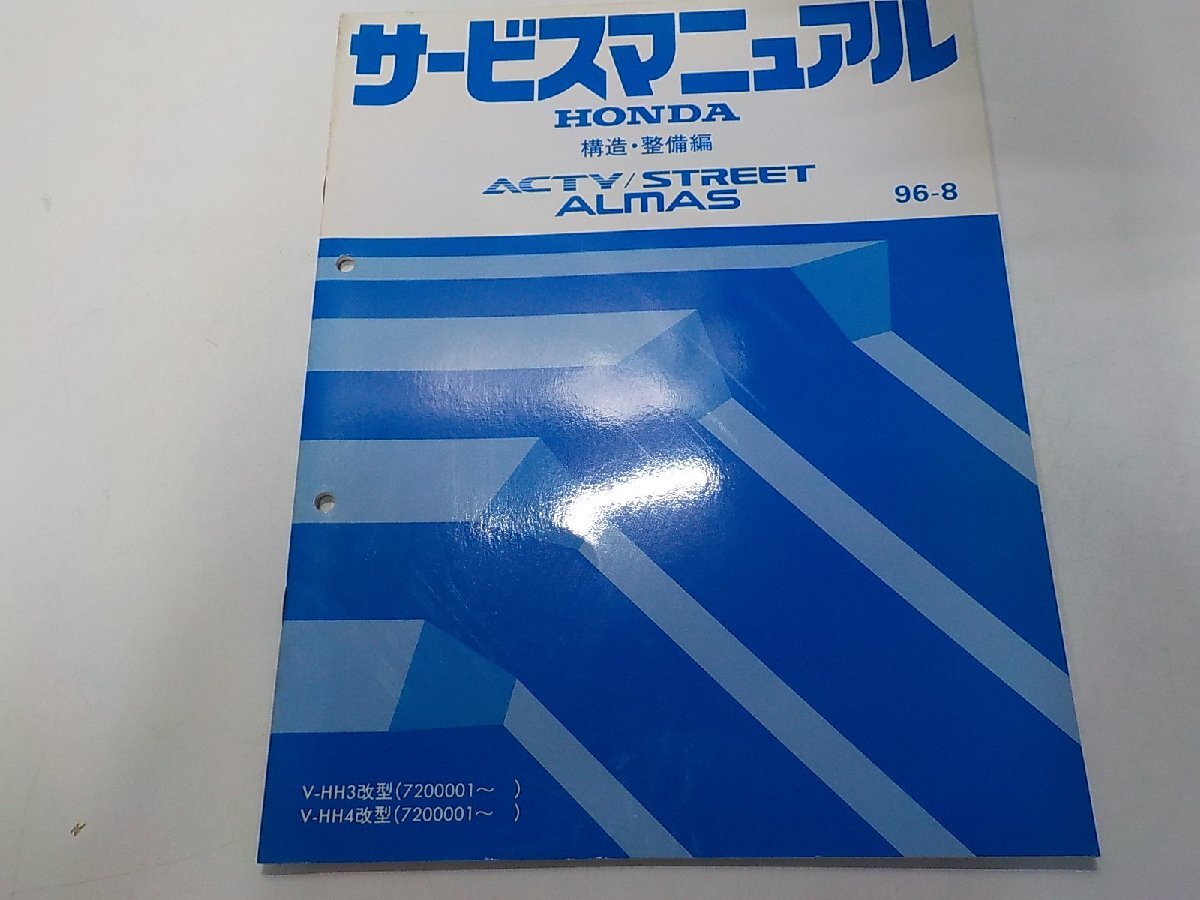 サービスマニュアル
HONDA
構造・整備編
ACTY/STREET
ALMAS
96-8
V-HH3改型(7200001～　)
V-HH4改型(7200001～　)